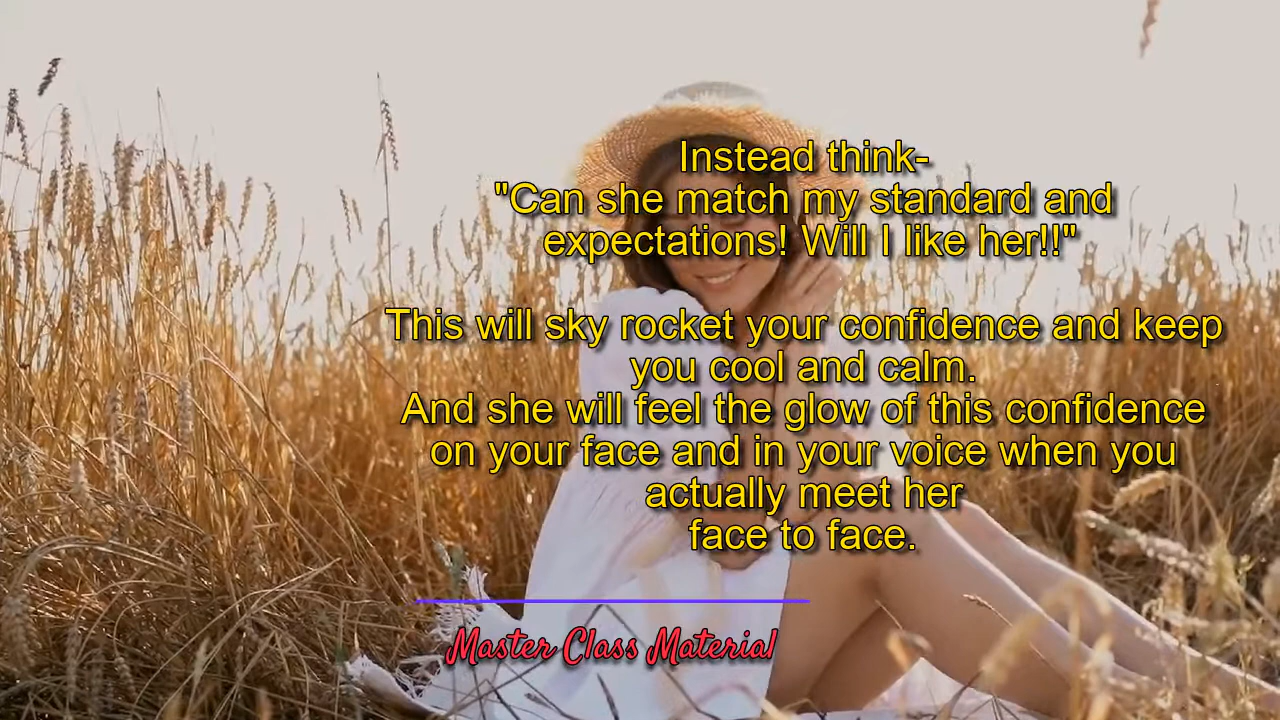 Instead think-
"Can she match my standard and
expectations! Will I like her!!"
This will sky rocket your confidence and keep
you cool and calm.
And she will feel the glow of this confidence
on your face and in your voice when you
actually meet her
face to face.
Master Class Material